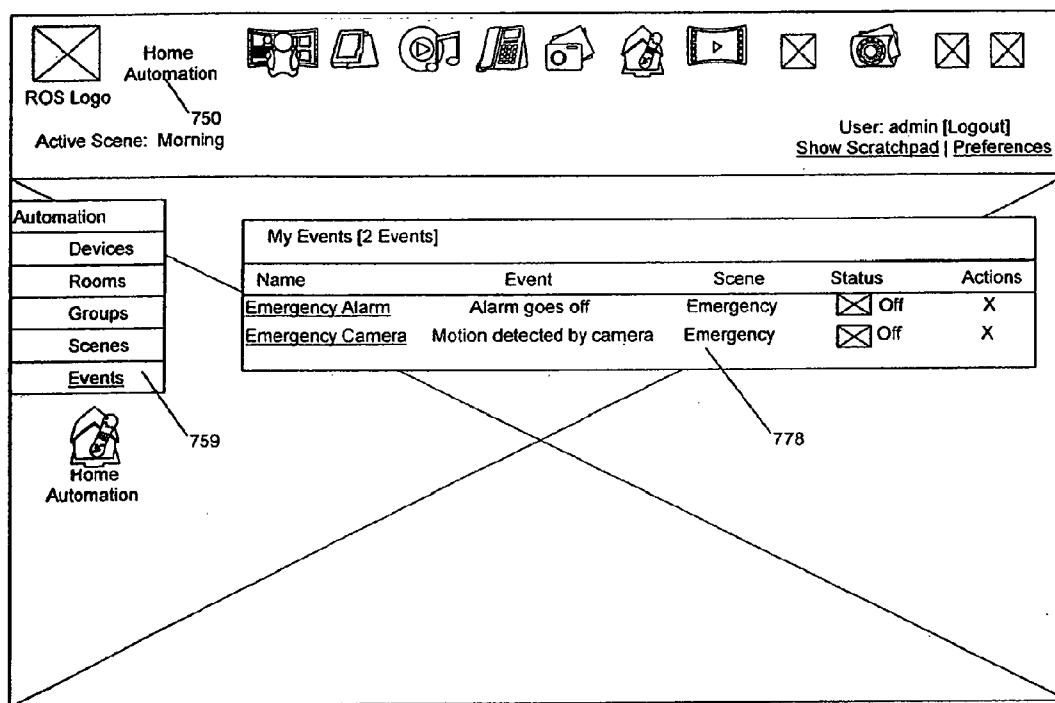 Home
Automation
ROS Logo
750
Active Scene: Morning
User: admin [Logout]
Show Scratchpad | Preferences
Automation
Devices
Rooms
Groups
Scenes
Events
759
Home
Automation
My Events [2 Events]
Name Event Scene Status Actions
Emergency Alarm Alarm goes off Emergency Off X
Emergency Camera Motion detected by camera Emergency Off X
778